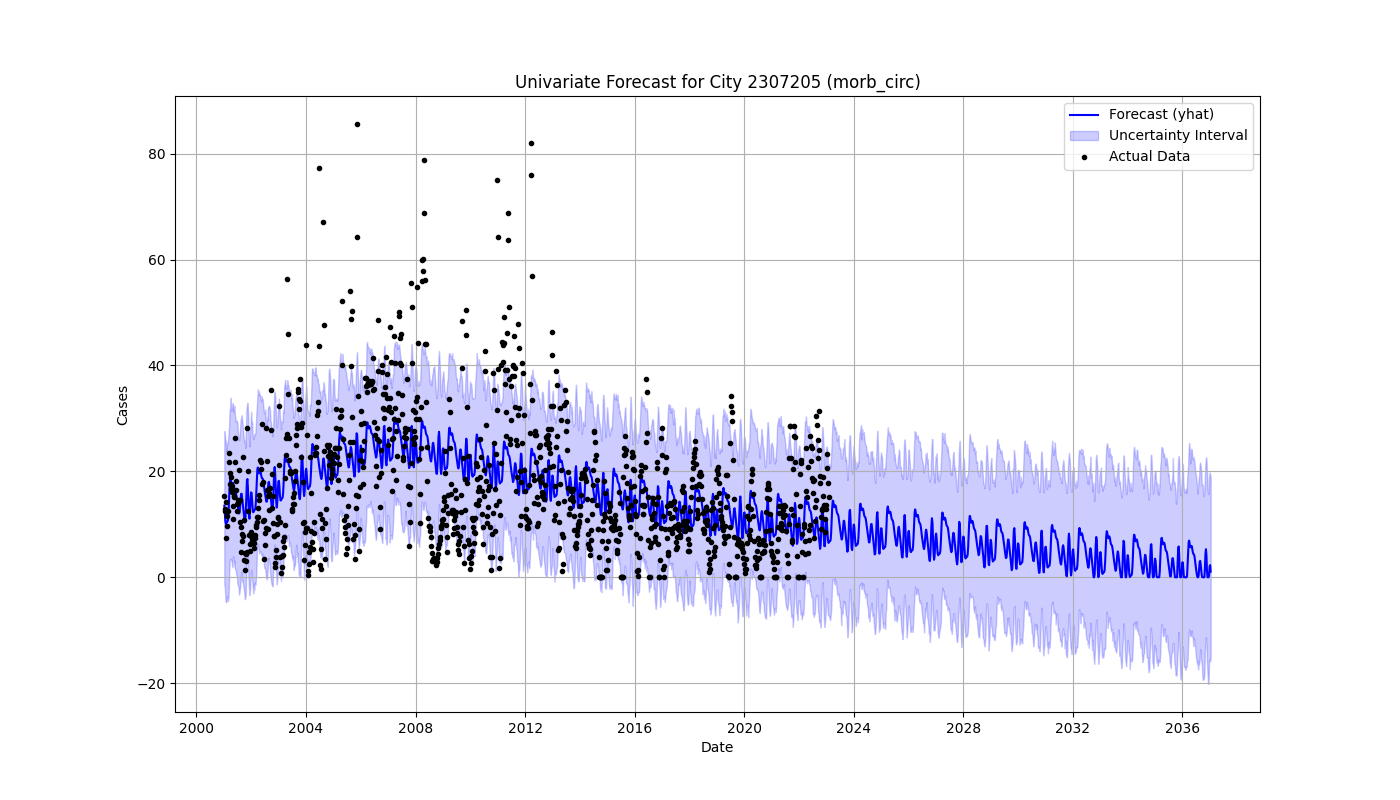 Univariate Forecast for City 2307205 (morb_circ)
Forecast (yhat)
Uncertainty Interval
Actual Data
80
60
40
20
0
−20
Cases
2000 2004 2008 2012 2016 2020 2024 2028 2032 2036
Date